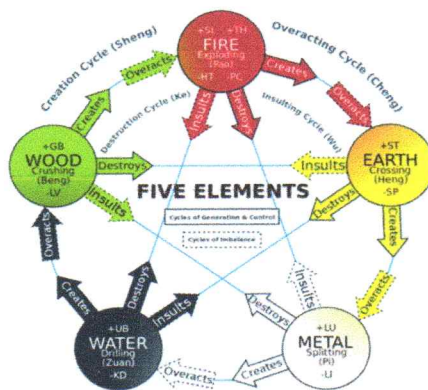 Creation Cycle (Sheng)
Overacting Cycle (Cheng)
Destruction Cycle (Ke)
Insulting Cycle (Wu)
+SI +TH
FIRE
Exploding
(Pao)
-HT -PC
Creates
Overacts
Insults
Destroys
Creates
Overacts
+GB
WOOD
Crushing
(Beng)
-LV
Destroys
Insults
+ST
EARTH
Crossing
(Heng)
-SP
Insults
Destroys
Creates
Overacts
FIVE ELEMENTS
Cycles of Generation & Control
Cycles of Imbalance
Overacts
Creates
Destroys
Insults
+UB
WATER
Drilling
(Zuan)
-KD
Insults
Destroys
Creates
Overacts
+LU
METAL
Splitting
(Pi)
-LI